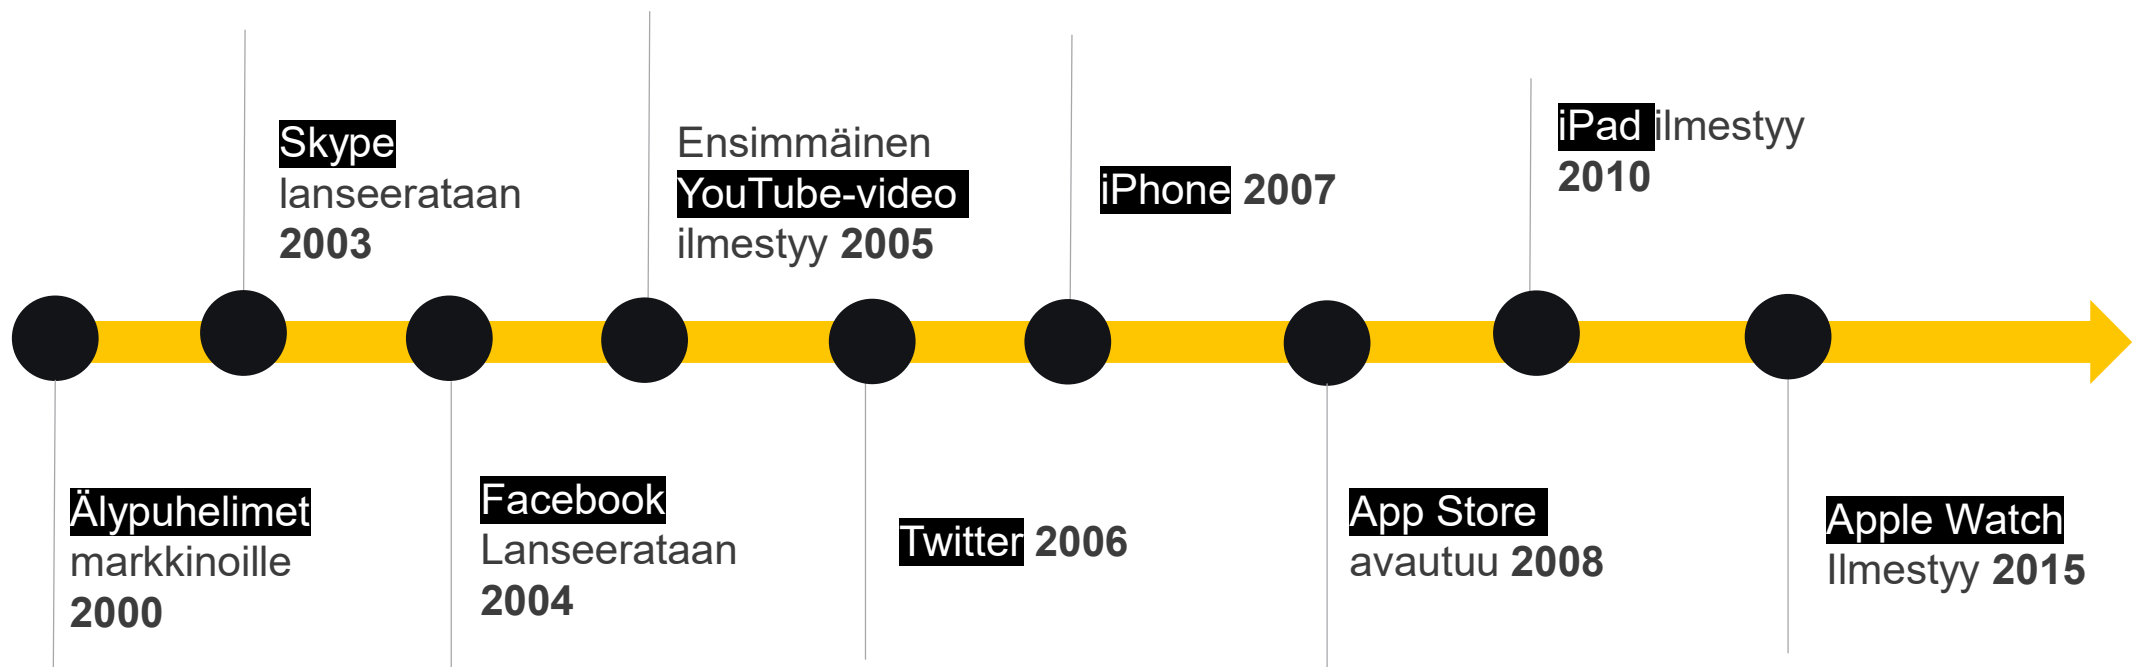 Skype
lanseerataan
2003
Ensimmäinen
YouTube-video
ilmestyy 2005
iPhone 2007
iPad ilmestyy
2010
Älypuhelimet
markkinoille
2000
Facebook
Lanseerataan
2004
Twitter 2006
App Store
avautuu 2008
Apple Watch
Ilmestyy 2015